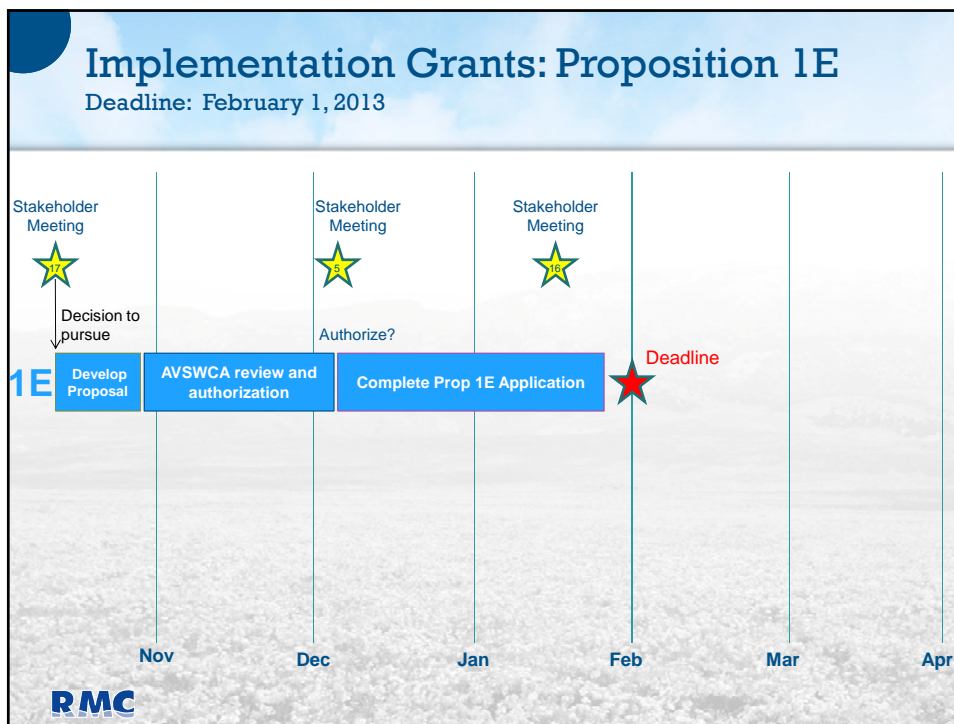 Implementation Grants: Proposition 1E
Deadline: February 1, 2013
Stakeholder
Meeting
Stakeholder
Meeting
Stakeholder
Meeting
17
5
16
Decision to
pursue
Authorize?
1E
Develop
Proposal
AVSWCA review and
authorization
Complete Prop 1E Application
Deadline
Nov
Dec
Jan
Feb
Mar
Apr
RMC